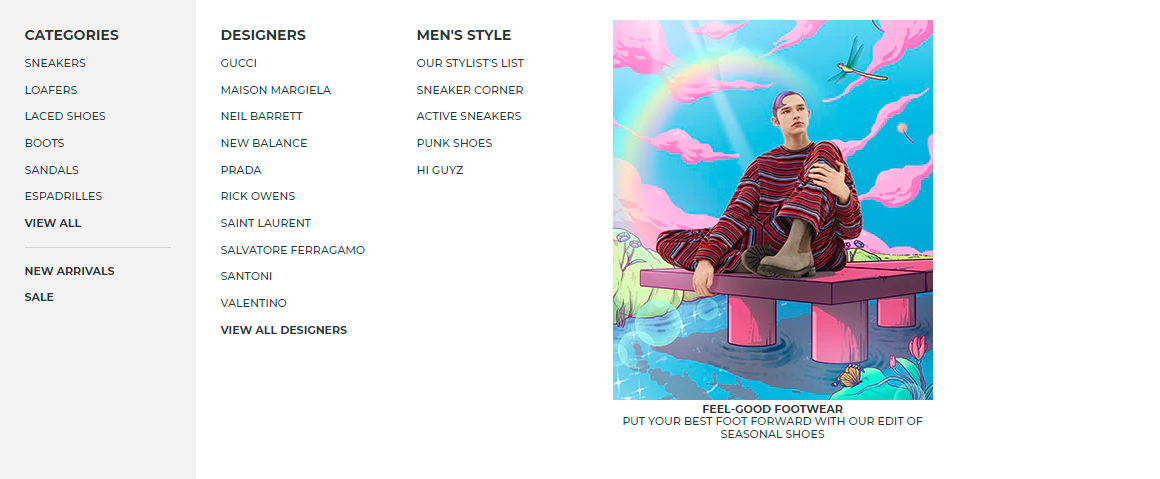 CATEGORIES
SNEAKERS
LOAFERS
LACED SHOES
BOOTS
SANDALS
ESPADRILLES
VIEW ALL
NEW ARRIVALS
SALE
DESIGNERS
GUCCI
MAISON MARGIELA
NEIL BARRETT
NEW BALANCE
PRADA
RICK OWENS
SAINT LAURENT
SALVATORE FERRAGAMO
SANTONI
VALENTINO
VIEW ALL DESIGNERS
MEN'S STYLE
OUR STYLIST'S LIST
SNEAKER CORNER
ACTIVE SNEAKERS
PUNK SHOES
HI GUYZ
FEEL-GOOD FOOTWEAR
PUT YOUR BEST FOOT FORWARD WITH OUR EDIT OF
SEASONAL SHOES